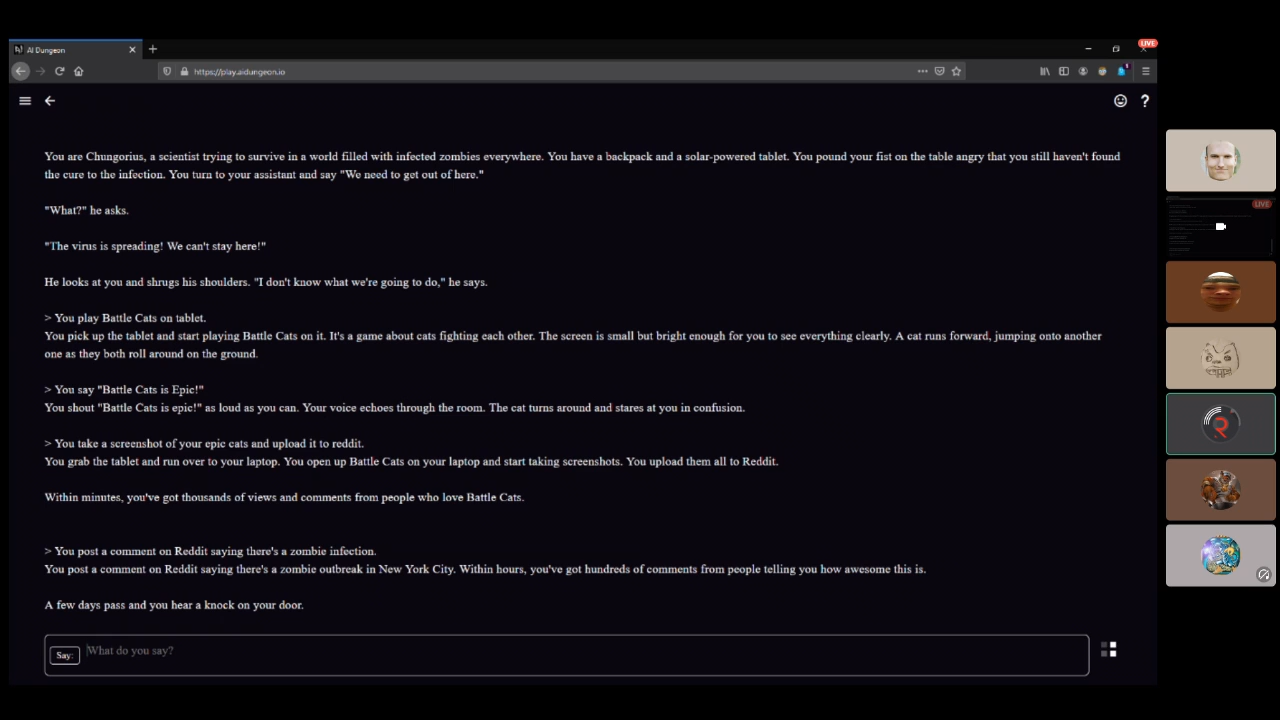 AI Dungeon
LIVE
https://play.aidungeon.io
You are Chungorius, a scientist trying to survive in a world filled with infected zombies everywhere. You have a backpack and a solar-powered tablet. You pound your fist on the table angry that you still haven't found
the cure to the infection. You turn to your assistant and say "We need to get out of here."
"What?" he asks.
"The virus is spreading! We can't stay here!"
He looks at you and shrugs his shoulders. "I don't know what we're going to do," he says.
> You play Battle Cats on tablet.
You pick up the tablet and start playing Battle Cats on it. It's a game about cats fighting each other. The screen is small but bright enough for you to see everything clearly. A cat runs forward, jumping onto another
one as they both roll around on the ground.
> You say "Battle Cats is Epic!"
You shout "Battle Cats is epic!" as loud as you can. Your voice echoes through the room. The cat turns around and stares at you in confusion.
> You take a screenshot of your epic cats and upload it to reddit.
You grab the tablet and run over to your laptop. You open up Battle Cats on your laptop and start taking screenshots. You upload them all to Reddit.
Within minutes, you've got thousands of views and comments from people who love Battle Cats.
> You post a comment on Reddit saying there's a zombie infection.
You post a comment on Reddit saying there's a zombie outbreak in New York City. Within hours, you've got hundreds of comments from people telling you how awesome this is.
A few days pass and you hear a knock on your door.
Say: What do you say?
LIVE